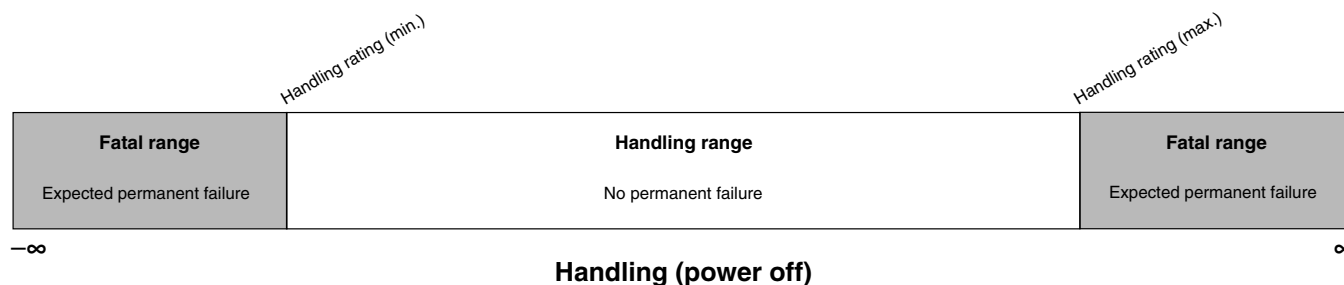 Handling rating (min.)
Handling rating (max.)
Fatal range
Handling range
Fatal range
Expected permanent failure
No permanent failure
Expected permanent failure
–∞
∞
Handling (power off)